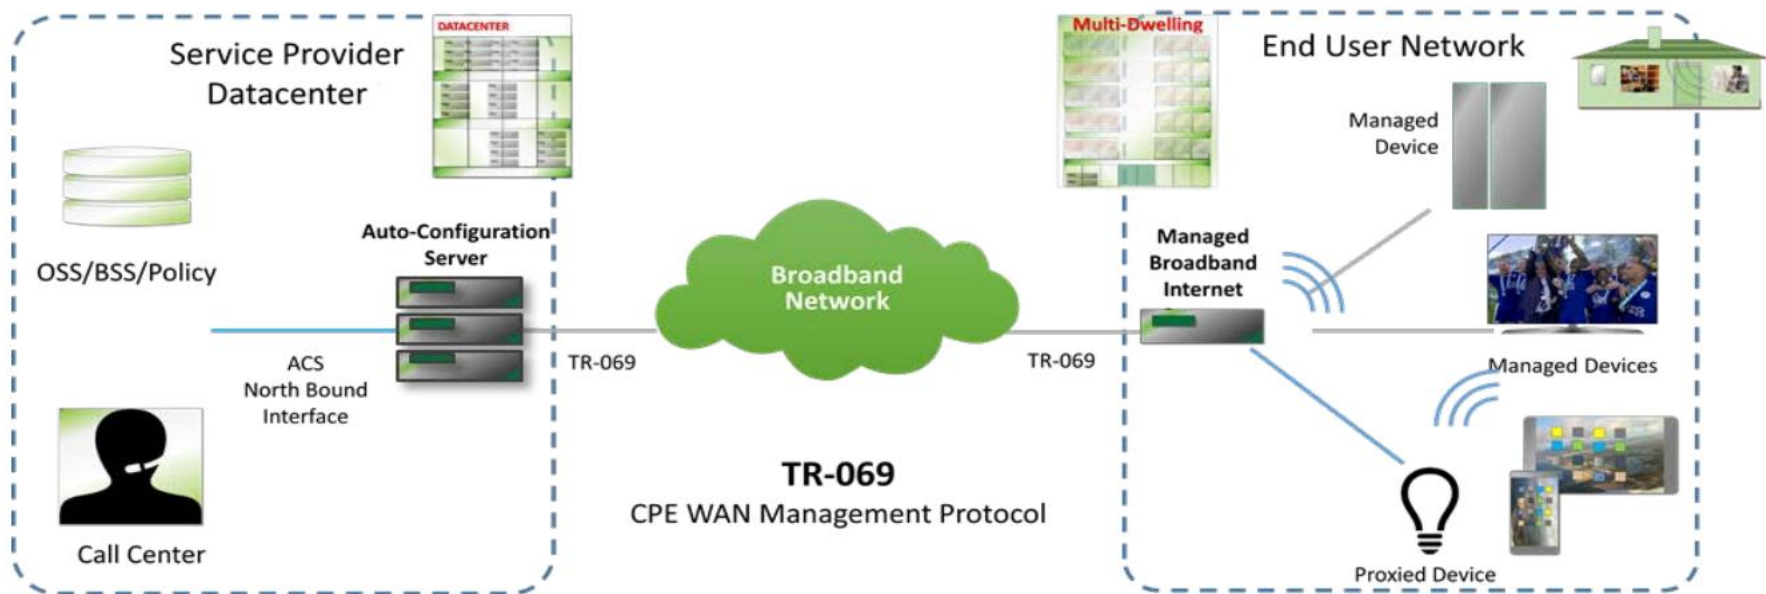 Service Provider
Datacenter
DATACENTER
OSS/BSS/Policy
Auto-Configuration
Server
ACS
North Bound
Interface
Call Center
TR-069
Broadband
Network
TR-069
CPE WAN Management Protocol
TR-069
Multi-Dwelling
End User Network
Managed
Device
Managed
Broadband
Internet
Managed Devices
Proxied Device